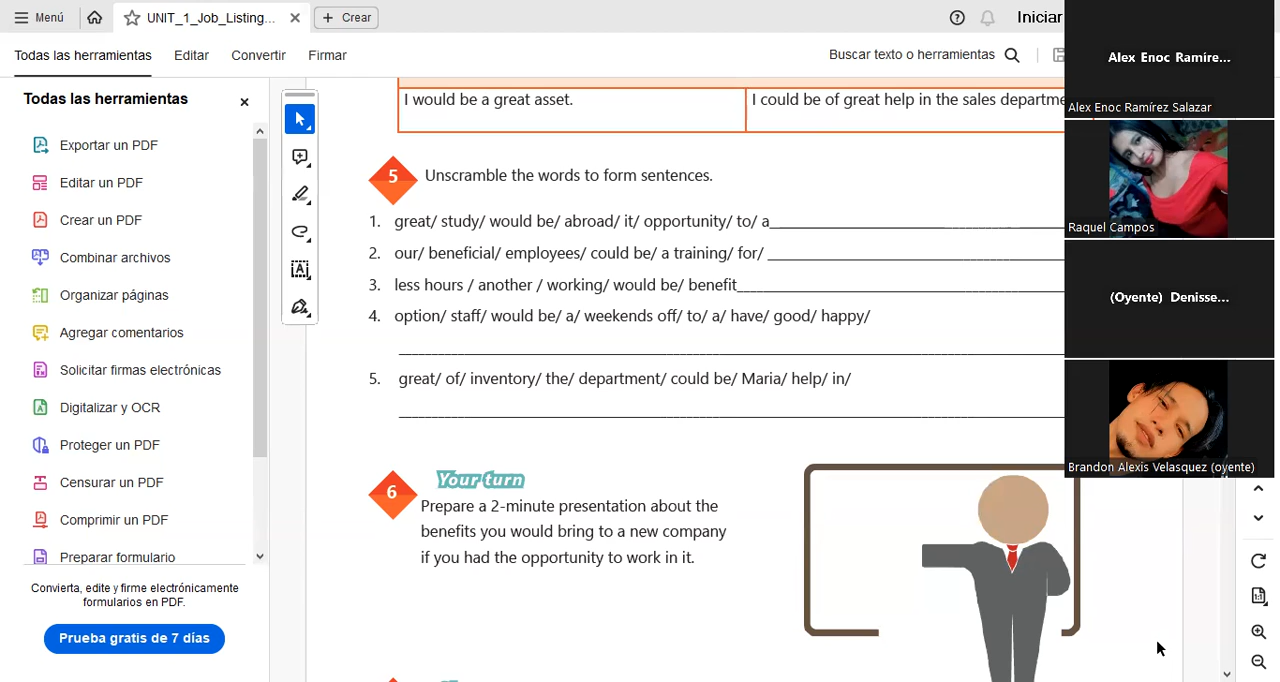 Menú
UNIT_1_Job_Listing...
Crear
Iniciar
Todas las herramientas
Editar
Convertir
Firmar
Buscar texto o herramientas
Todas las herramientas
Exportar un PDF
Editar un PDF
Crear un PDF
Combinar archivos
Organizar páginas
Agregar comentarios
Solicitar firmas electrónicas
Digitalizar y OCR
Proteger un PDF
Censurar un PDF
Comprimir un PDF
Preparar formulario
Convierta, edite y firme electrónicamente
formularios en PDF.
Prueba gratis de 7 días
I would be a great asset.
I could be of great help in the sales departme
5 Unscramble the words to form sentences.
1. great/ study/ would be/ abroad/ it/ opportunity/ to/ a
2. our/ beneficial/ employees/ could be/ a training/ for/
3. less hours / another / working/ would be/ benefit
4. option/ staff/ would be/ a/ weekends off/ to/ a/ have/ good/ happy/
5. great/ of/ inventory/ the/ department/ could be/ Maria/ help/ in/
6 Your turn
Prepare a 2-minute presentation about the
benefits you would bring to a new company
if you had the opportunity to work in it.
Alex Enoc Ramíre...
Alex Enoc Ramírez Salazar
Raquel Campos
(Oyente) Denisse...
Brandon Alexis Velasquez (oyente)
1:1